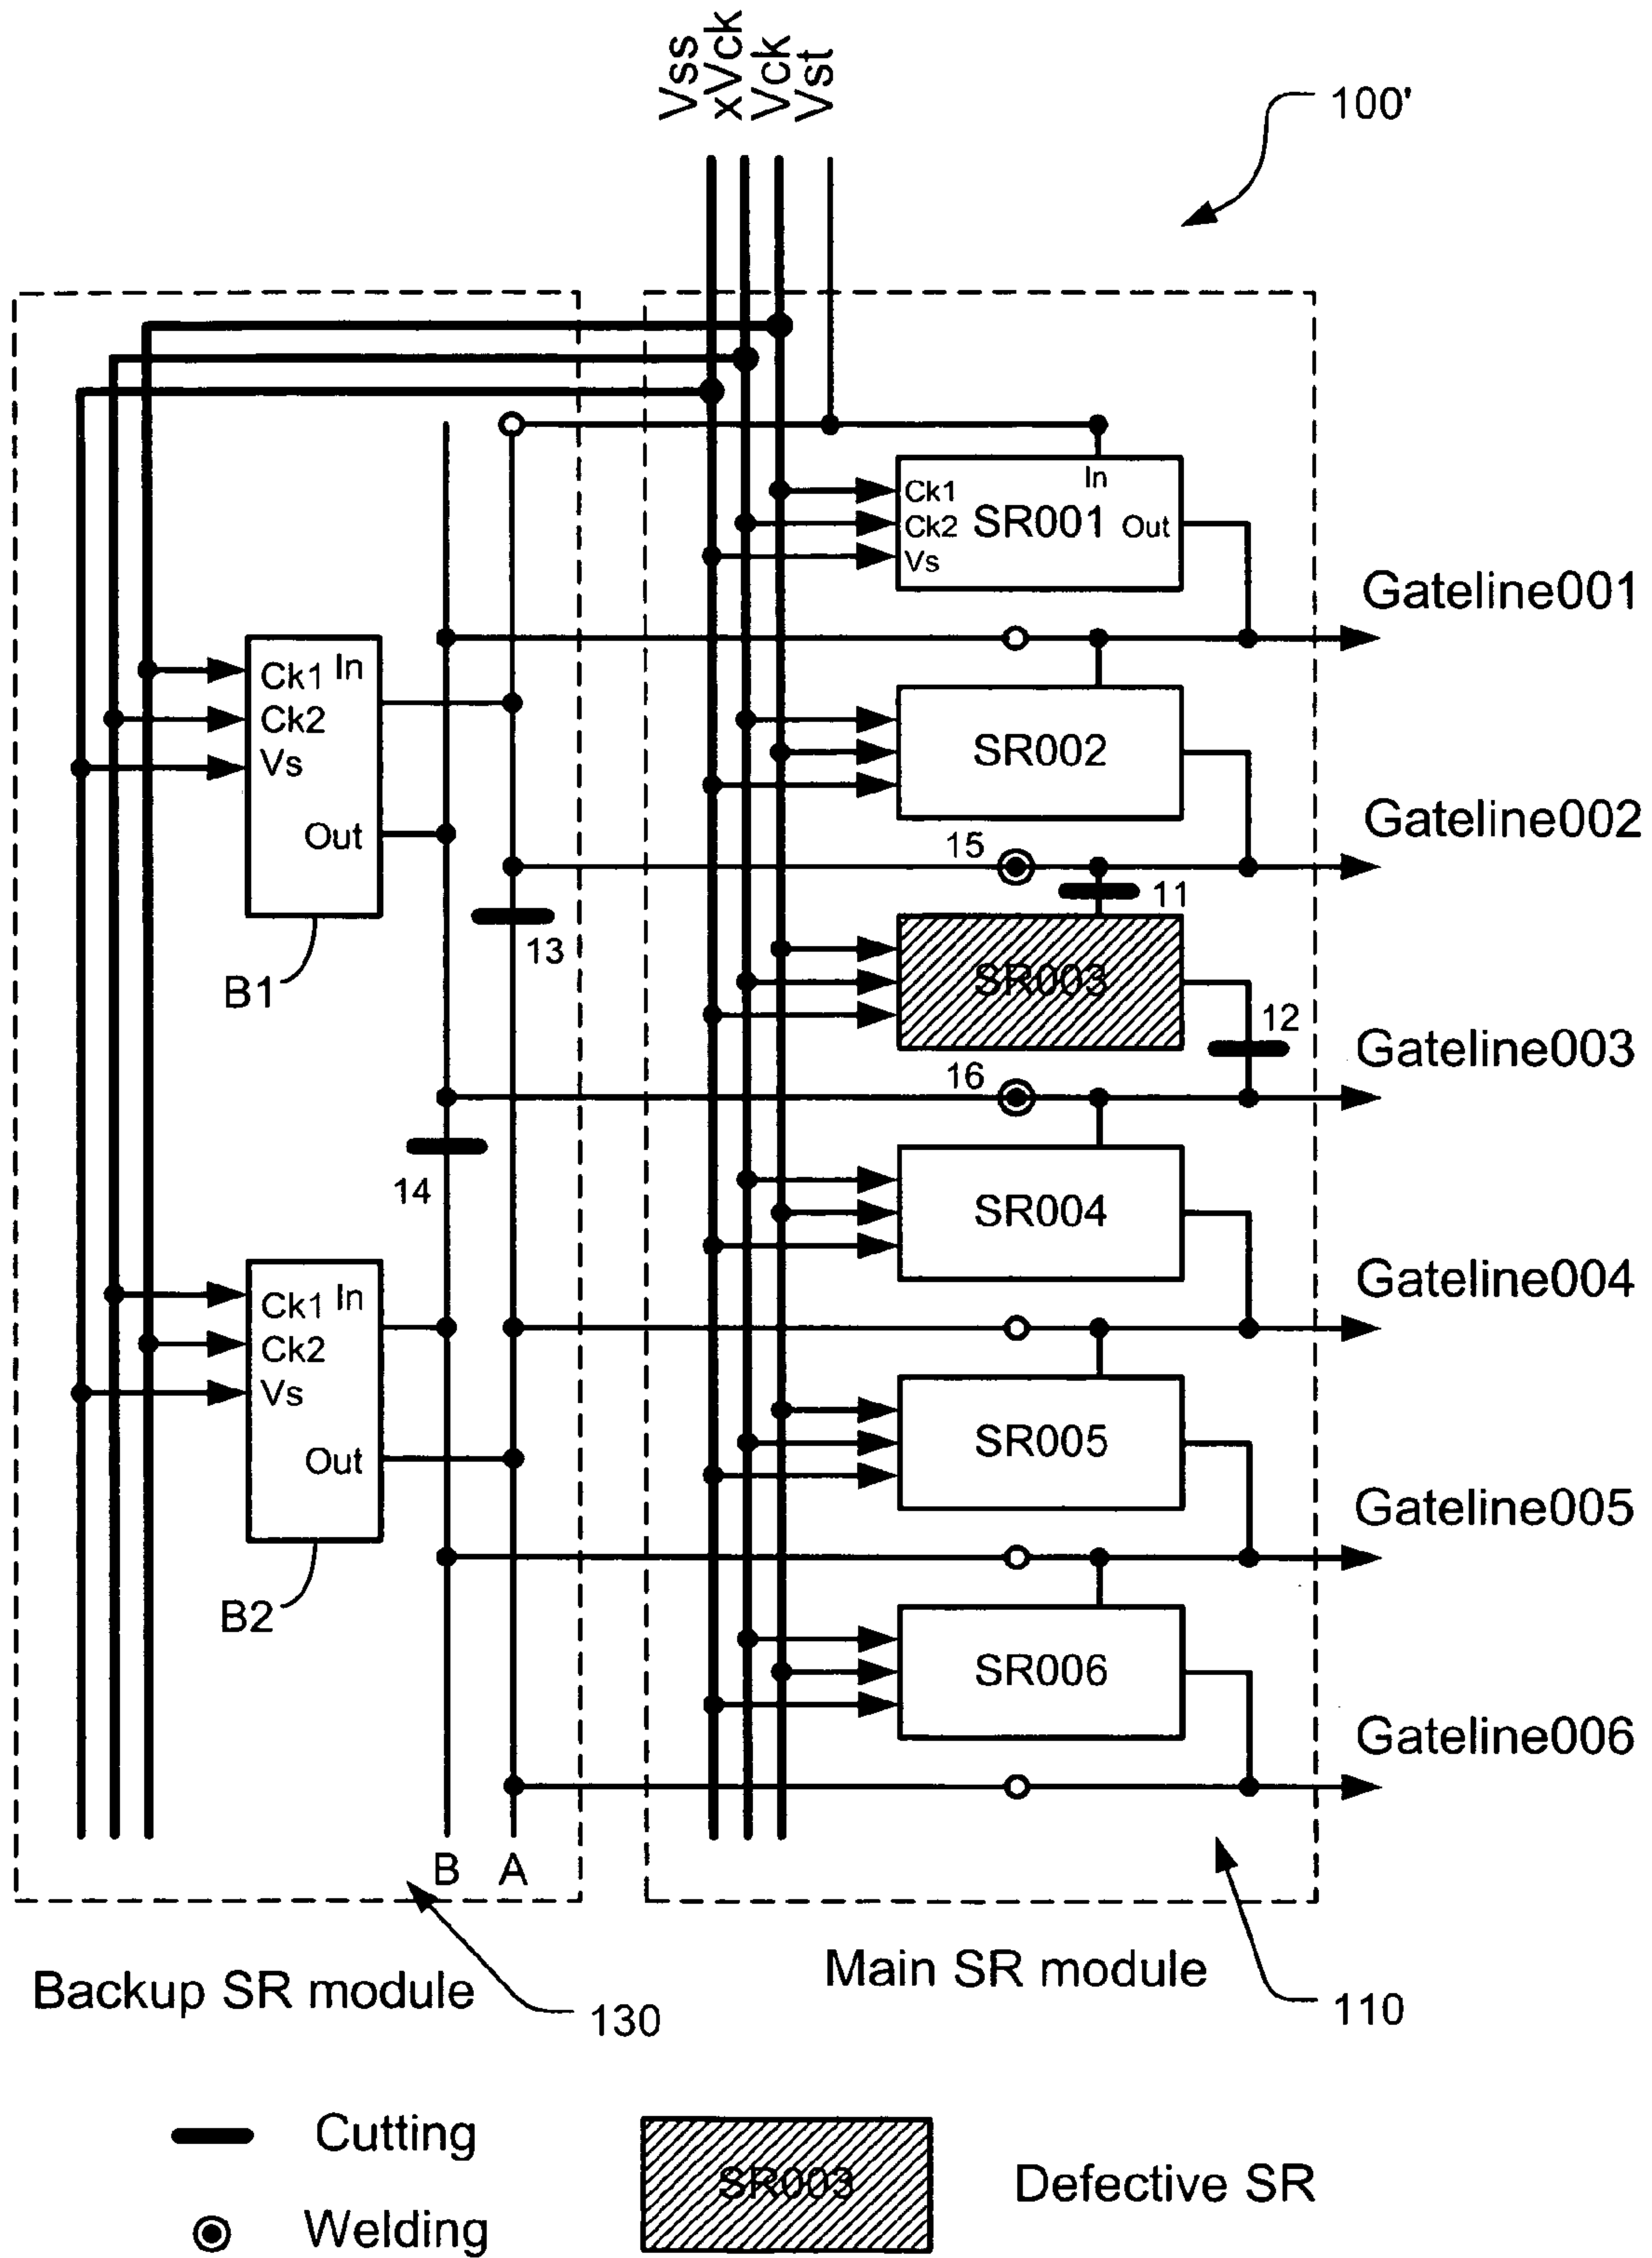 Vss
xVck
Vck
Vst
100'
In
Ck1
Ck2
SR001
Out
Vs
Gateline001
Ck1 In
Ck2
Vs
Out
B1
SR002
Gateline002
15
11
13
SR003
12
Gateline003
16
14
SR004
Gateline004
Ck1 In
Ck2
Vs
Out
B2
SR005
Gateline005
SR006
Gateline006
B A
Backup SR module
130
Main SR module
110
Cutting
SR003
Defective SR
Welding